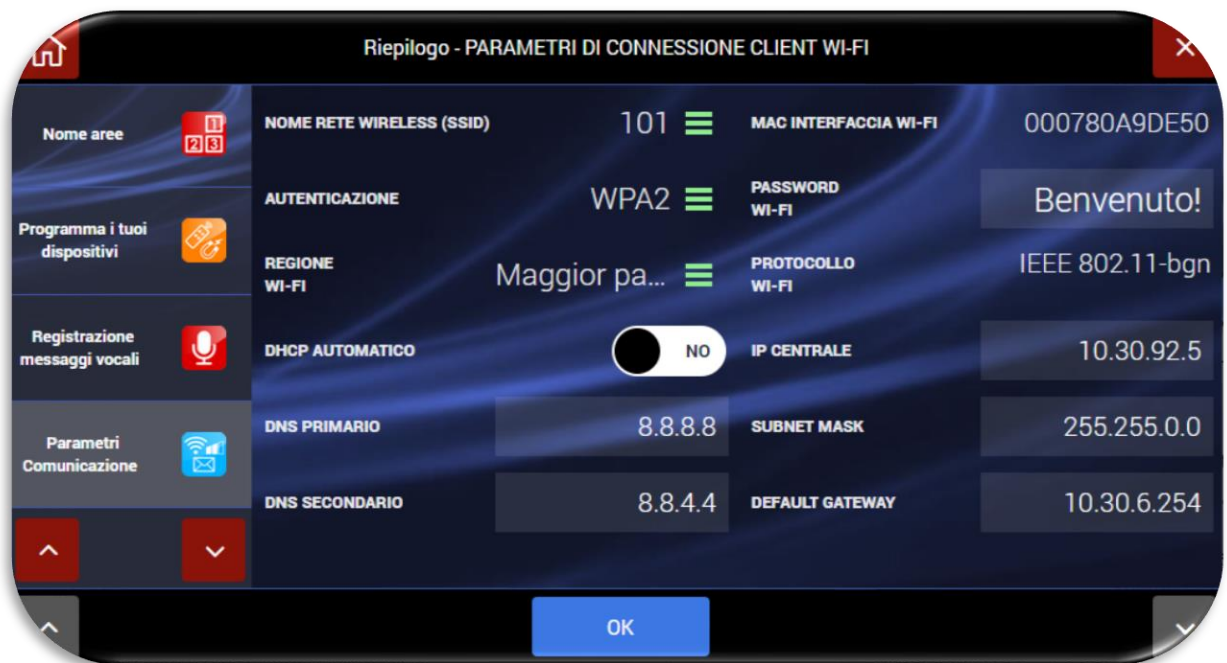 Riepilogo - PARAMETRI DI CONNESSIONE CLIENT WI-FI
Nome aree
1
2 3
Programma i tuoi
dispositivi
Registrazione
messaggi vocali
Parametri
Comunicazione
NOME RETE WIRELESS (SSID) 101
MAC INTERFACCIA WI-FI 000780A9DE50
AUTENTICAZIONE WPA2
PASSWORD
WI-FI Benvenuto!
REGIONE
WI-FI Maggior pa...
PROTOCOLLO
WI-FI IEEE 802.11-bgn
DHCP AUTOMATICO NO
IP CENTRALE 10.30.92.5
DNS PRIMARIO 8.8.8.8
SUBNET MASK 255.255.0.0
DNS SECONDARIO 8.8.4.4
DEFAULT GATEWAY 10.30.6.254
OK